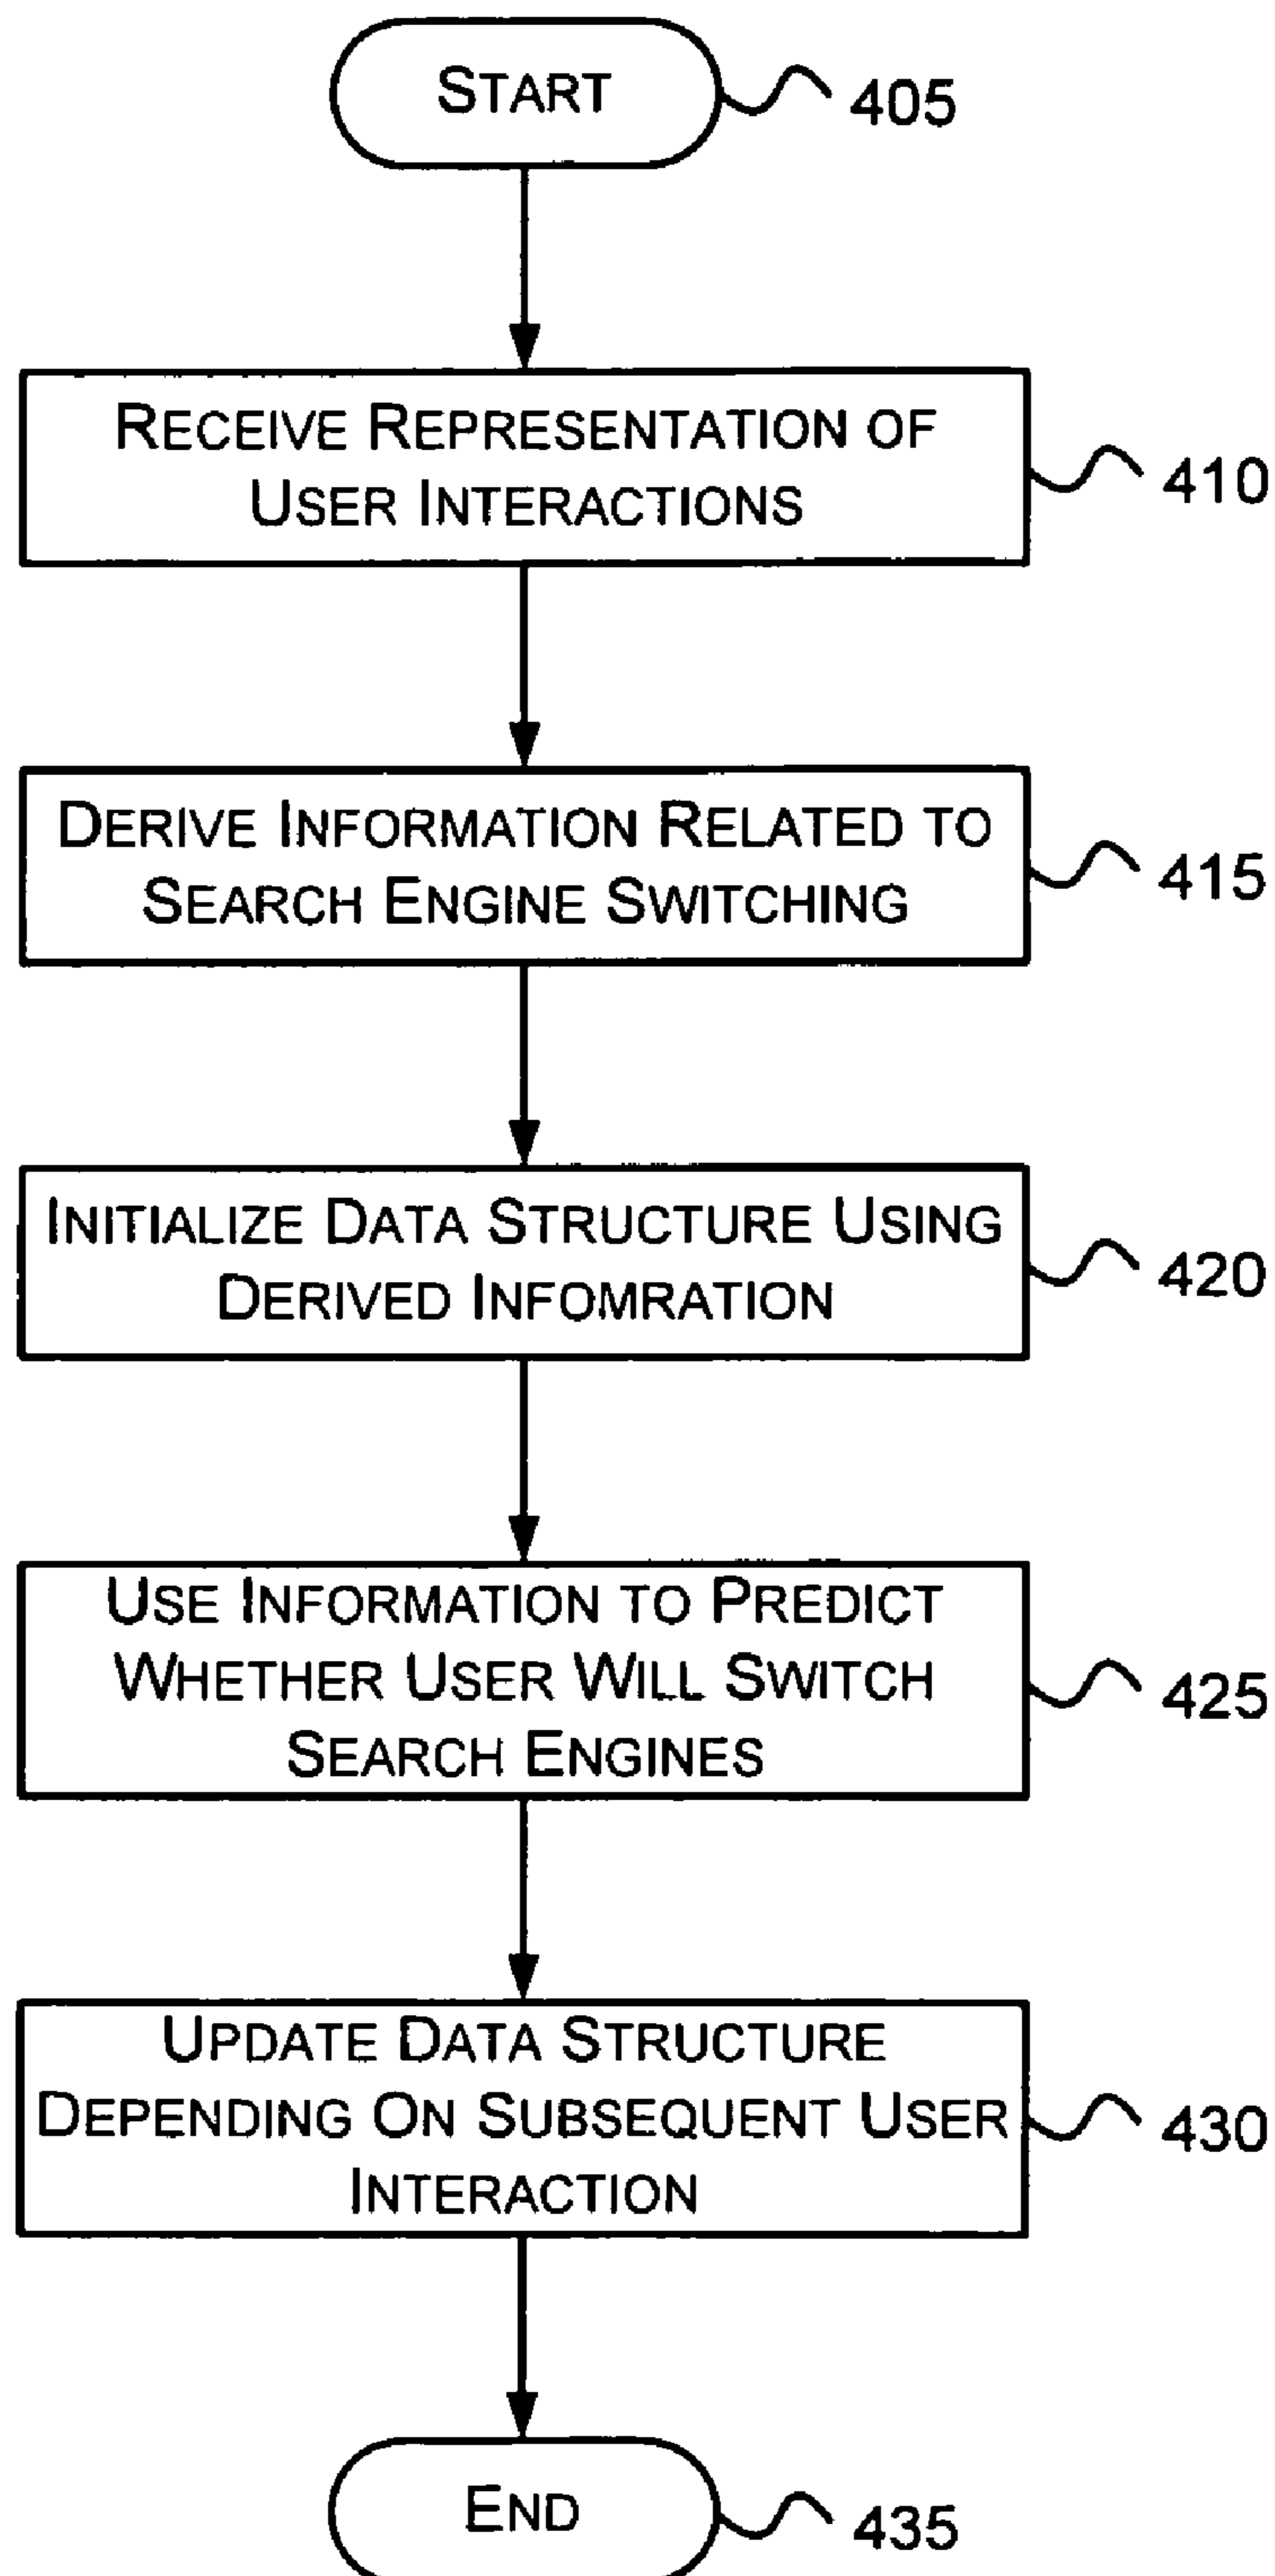 START
405
RECEIVE REPRESENTATION OF
USER INTERACTIONS
410
DERIVE INFORMATION RELATED TO
SEARCH ENGINE SWITCHING
415
INITIALIZE DATA STRUCTURE USING
DERIVED INFOMRATION
420
USE INFORMATION TO PREDICT
WHETHER USER WILL SWITCH
SEARCH ENGINES
425
UPDATE DATA STRUCTURE
DEPENDING ON SUBSEQUENT USER
INTERACTION
430
END
435